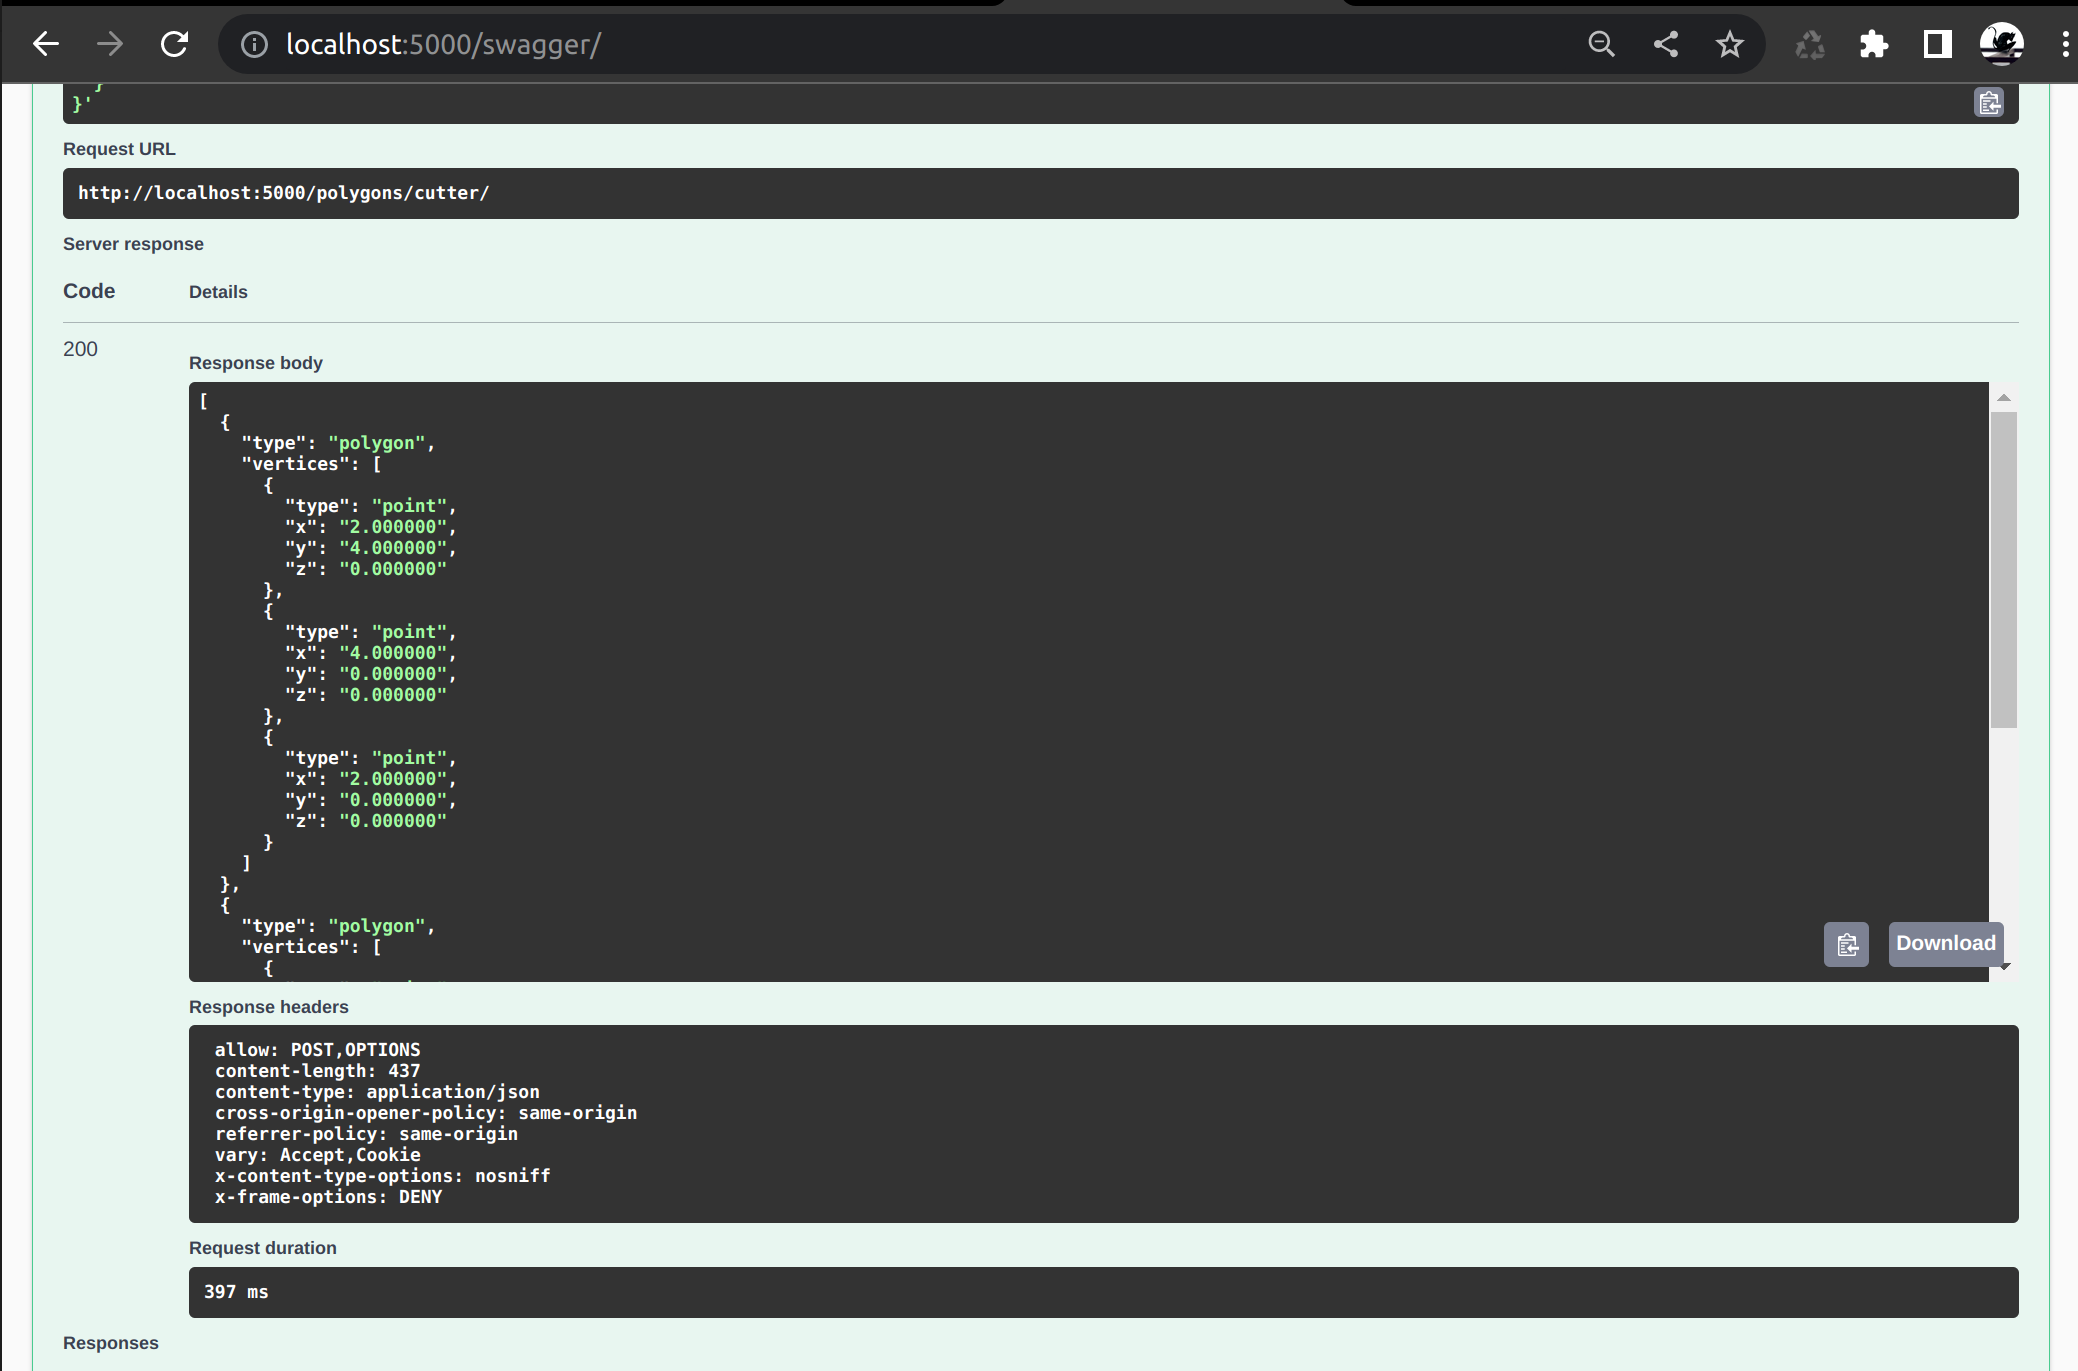 localhost:5000/swagger/
}
}'
Request URL
http://localhost:5000/polygons/cutter/
Server response
Code Details
200
Response body
[
{
"type": "polygon",
"vertices": [
{
"type": "point",
"x": "2.000000",
"y": "4.000000",
"z": "0.000000"
},
{
"type": "point",
"x": "4.000000",
"y": "0.000000",
"z": "0.000000"
},
{
"type": "point",
"x": "2.000000",
"y": "0.000000",
"z": "0.000000"
}
]
},
{
"type": "polygon",
"vertices": [
{
Download
Response headers
allow: POST,OPTIONS
content-length: 437
content-type: application/json
cross-origin-opener-policy: same-origin
referrer-policy: same-origin
vary: Accept,Cookie
x-content-type-options: nosniff
x-frame-options: DENY
Request duration
397 ms
Responses